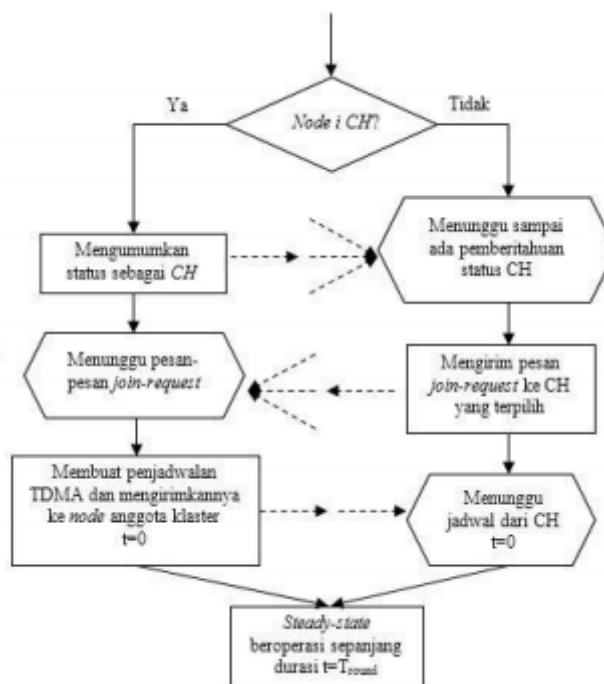 Ya
Tidak
Node i CH?
Mengumumkan
status sebagai CH
Menunggu sampai
ada pemberitahuan
status CH
Menunggu pesan-
pesan join-request
Mengirim pesan
join-request ke CH
yang terpilih
Membuat penjadwalan
TDMA dan mengirimkannya
ke node anggota klaster
t=0
Menunggu
jadwal dari CH
t=0
Steady-state
beroperasi sepanjang
durasi t=Tround